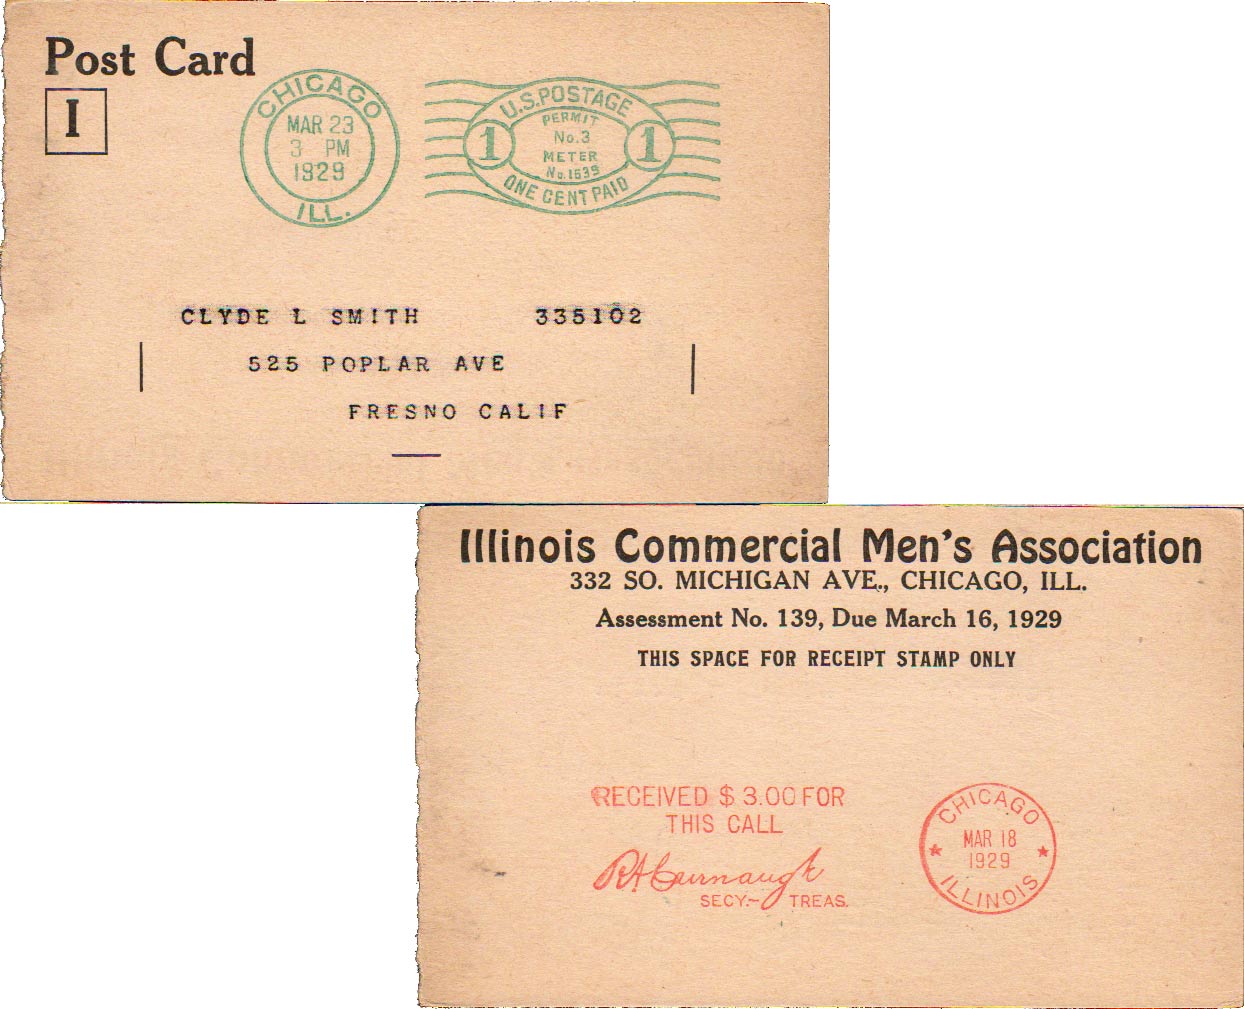 Post Card
I
CHICAGO
MAR 23
3 PM
1929
ILL.
U.S. POSTAGE
PERMIT
No. 3
METER
No. 1539
1 1
ONE CENT PAID
CLYDE L SMITH 335102
525 POPLAR AVE
FRESNO CALIF
Illinois Commercial Men's Association
332 SO. MICHIGAN AVE., CHICAGO, ILL.
Assessment No. 139, Due March 16, 1929
THIS SPACE FOR RECEIPT STAMP ONLY
RECEIVED $ 3.00 FOR
THIS CALL
SECY.- TREAS.
CHICAGO
MAR 18
1929
ILLINOIS